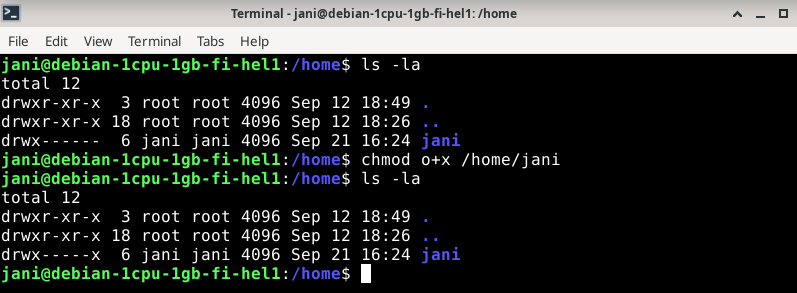 Terminal - jani@debian-1cpu-1gb-fi-hel1: /home
File Edit View Terminal Tabs Help
jani@debian-1cpu-1gb-fi-hel1:/home$ ls -la
total 12
drwxr-xr-x  3 root root 4096 Sep 12 18:49 .
drwxr-xr-x 18 root root 4096 Sep 12 18:26 ..
drwx------  6 jani jani 4096 Sep 21 16:24 jani
jani@debian-1cpu-1gb-fi-hel1:/home$ chmod o+x /home/jani
jani@debian-1cpu-1gb-fi-hel1:/home$ ls -la
total 12
drwxr-xr-x  3 root root 4096 Sep 12 18:49 .
drwxr-xr-x 18 root root 4096 Sep 12 18:26 ..
drwx-----x  6 jani jani 4096 Sep 21 16:24 jani
jani@debian-1cpu-1gb-fi-hel1:/home$